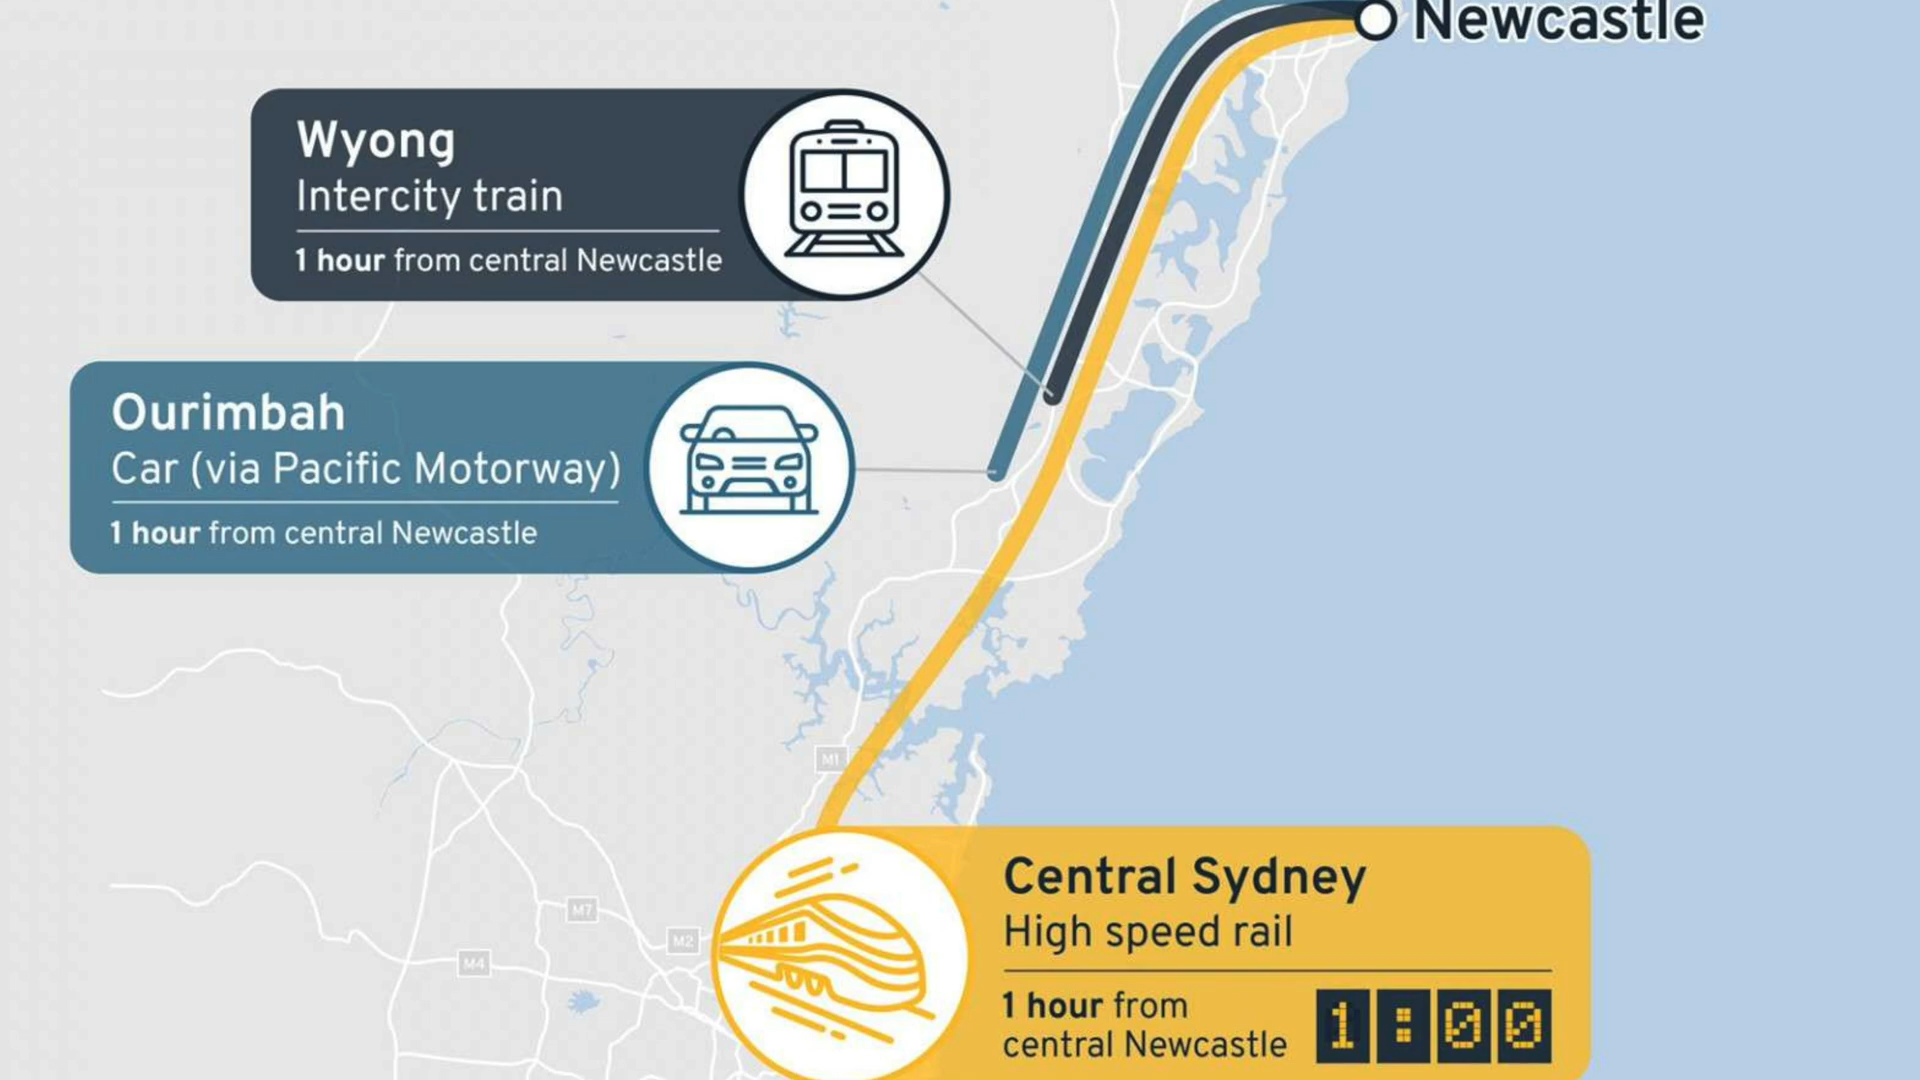 Newcastle
Wyong
Intercity train
1 hour from central Newcastle
Ourimbah
Car (via Pacific Motorway)
1 hour from central Newcastle
M1
M7
M2
M4
Central Sydney
High speed rail
1 hour from
central Newcastle
1:00